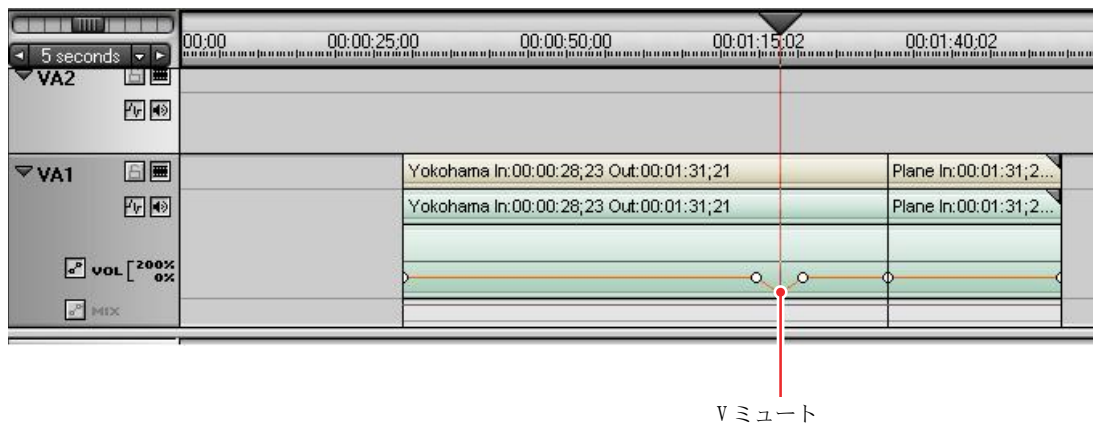 00;00 00:00:25;00 00:00:50;00 00:01:15;02 00:01:40;02
5 seconds
VA2
VA1
Yokohama In:00:00:28;23 Out:00:01:31;21 Plane In:00:01:31;2...
Yokohama In:00:00:28;23 Out:00:01:31;21 Plane In:00:01:31;2...
VOL 200%
0%
MIX
V ミュート